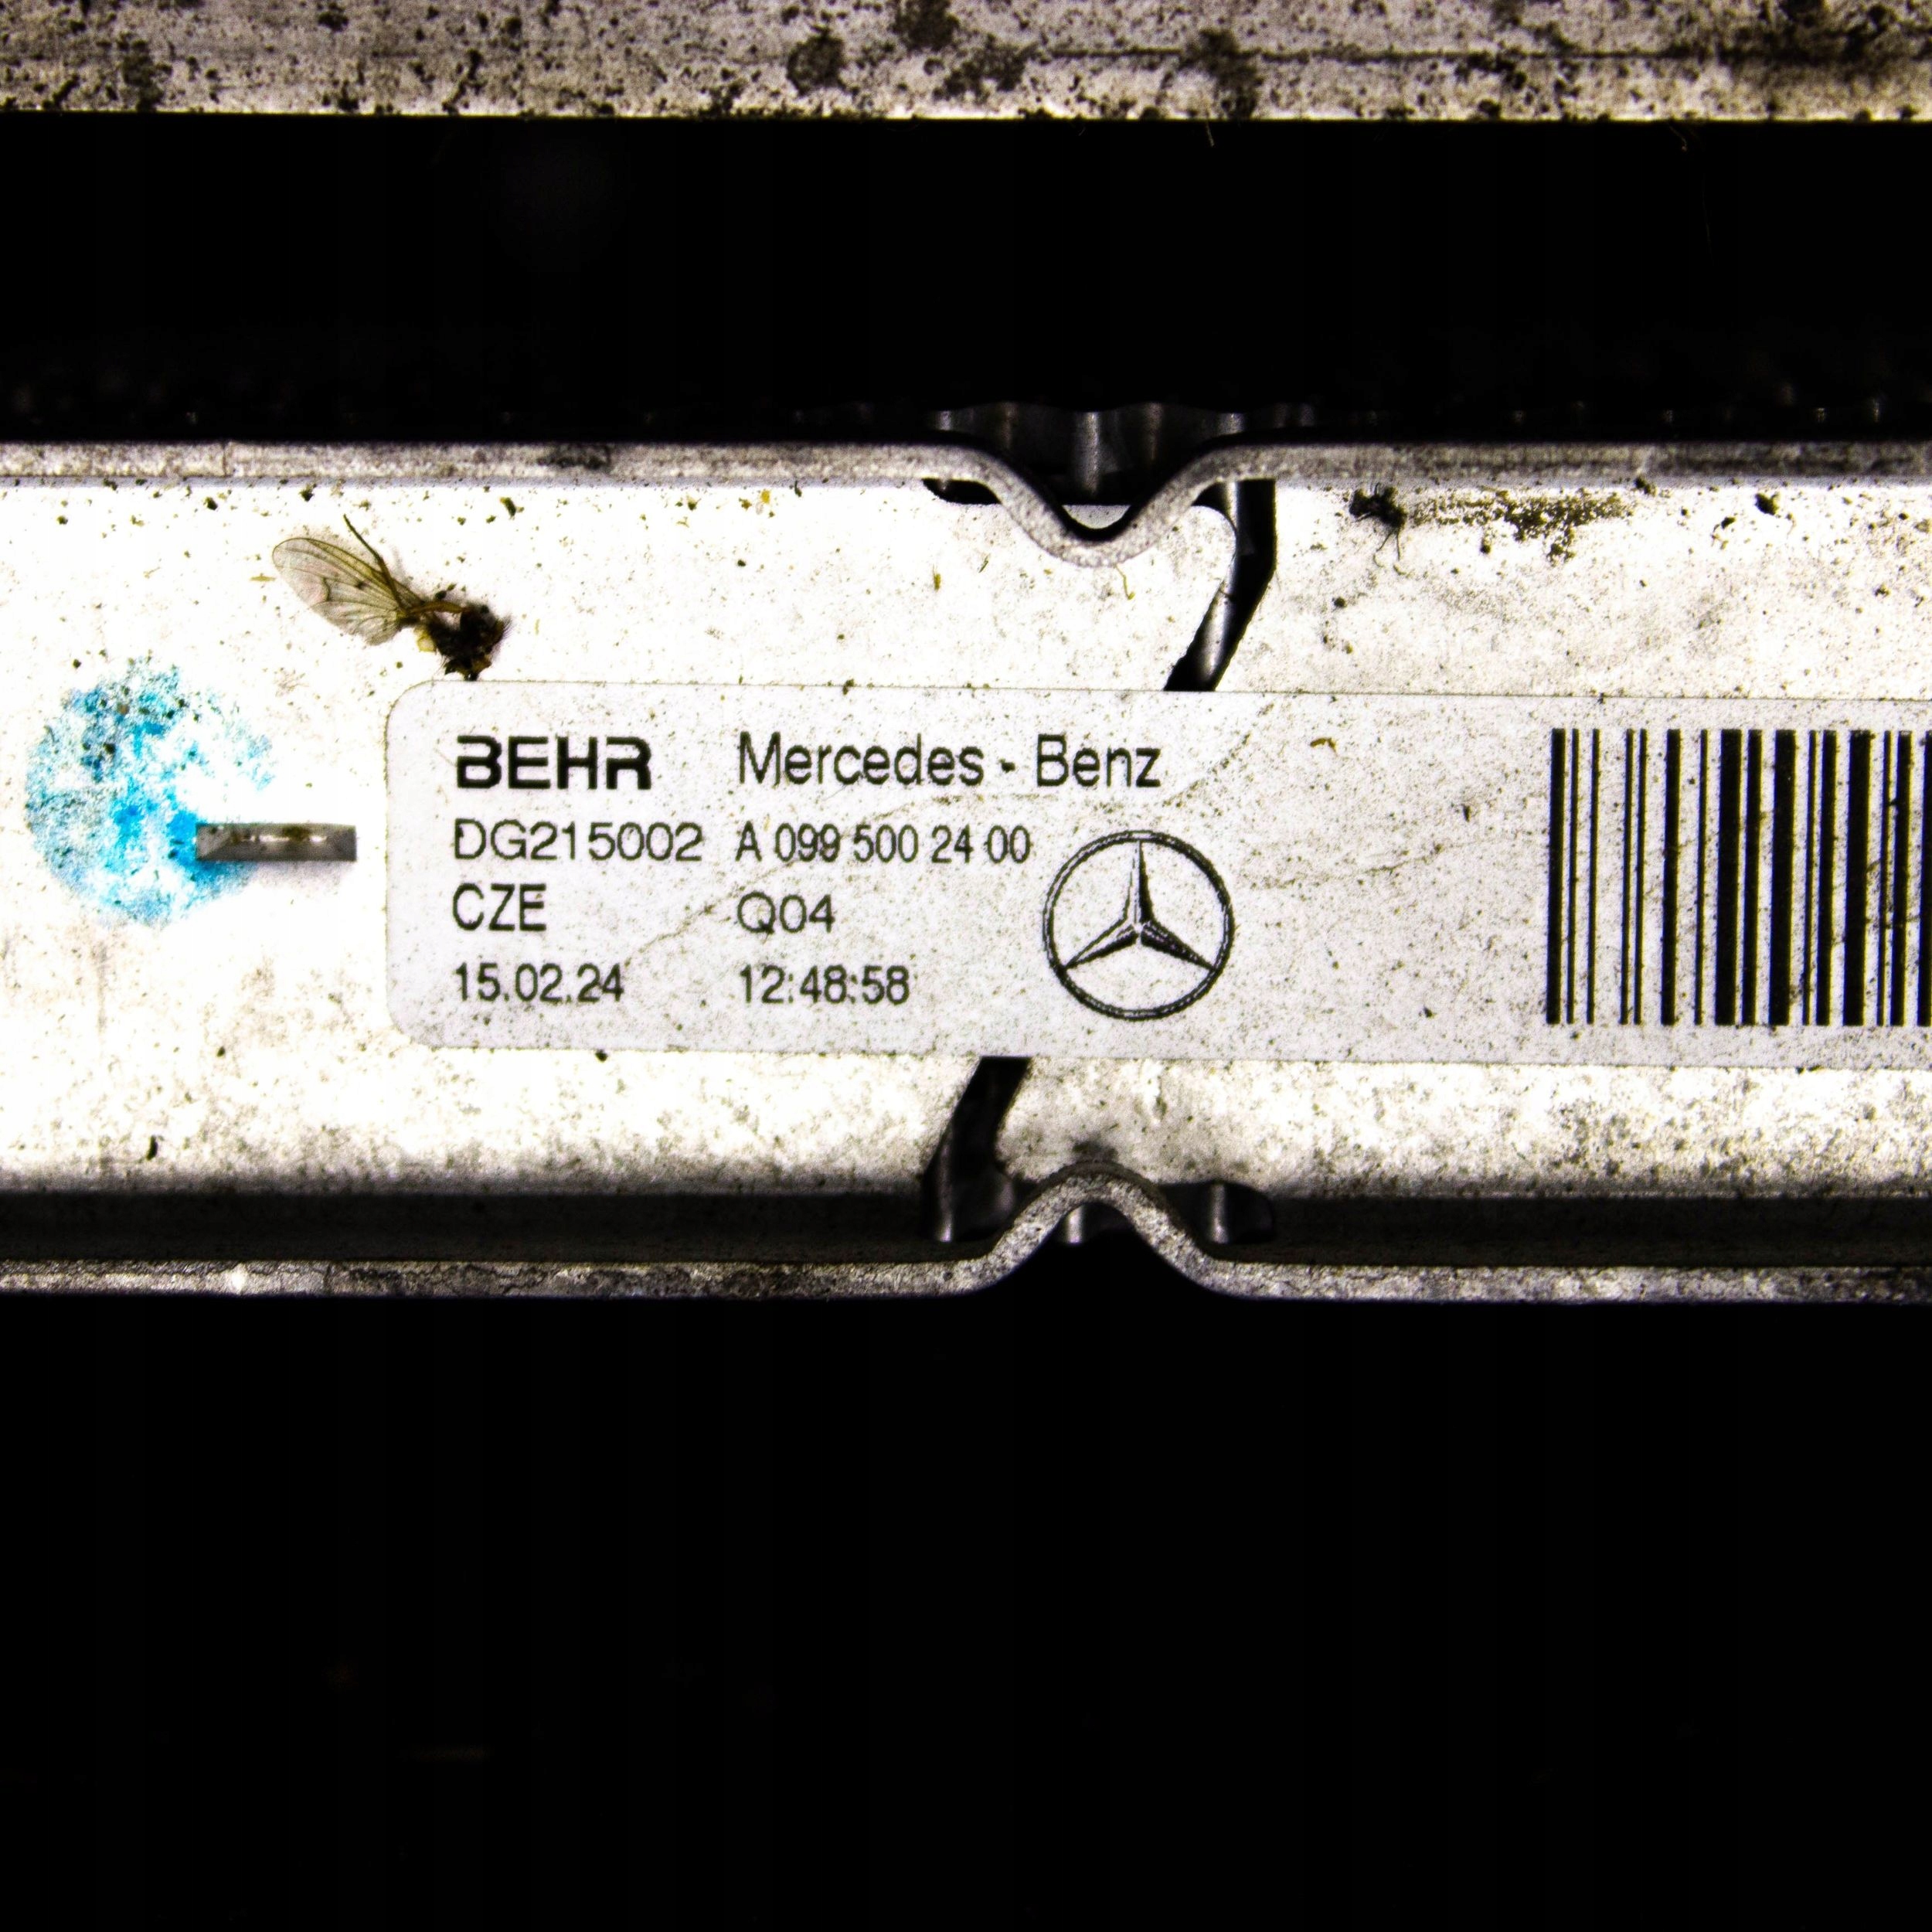 BEHR Mercedes - Benz
DG215002 A 099 500 24 00
CZE Q04
15.02.24 12:48:58